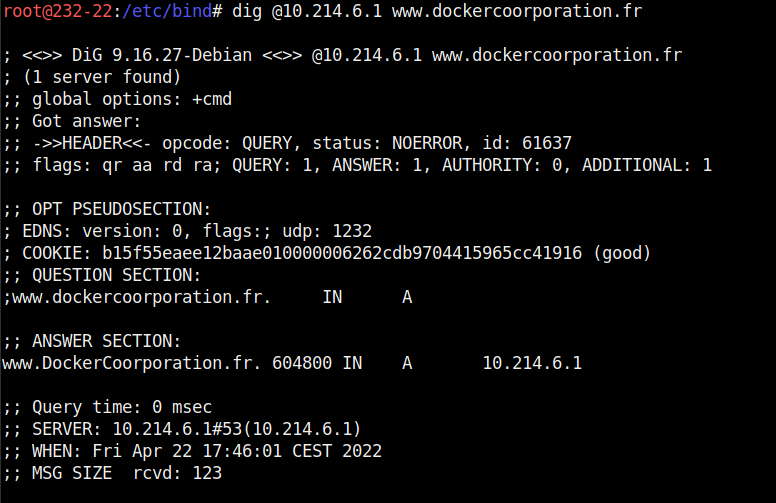 root@232-22:/etc/bind# dig @10.214.6.1 www.dockercoorporation.fr
; <<>> DiG 9.16.27-Debian <<>> @10.214.6.1 www.dockercoorporation.fr
; (1 server found)
;; global options: +cmd
;; Got answer:
;; ->>HEADER<<- opcode: QUERY, status: NOERROR, id: 61637
;; flags: qr aa rd ra; QUERY: 1, ANSWER: 1, AUTHORITY: 0, ADDITIONAL: 1
;; OPT PSEUDOSECTION:
; EDNS: version: 0, flags:; udp: 1232
; COOKIE: b15f55eaee12baae010000006262cdb9704415965cc41916 (good)
;; QUESTION SECTION:
;www.dockercoorporation.fr. IN A
;; ANSWER SECTION:
www.DockerCoorporation.fr. 604800 IN A 10.214.6.1
;; Query time: 0 msec
;; SERVER: 10.214.6.1#53(10.214.6.1)
;; WHEN: Fri Apr 22 17:46:01 CEST 2022
;; MSG SIZE rcvd: 123